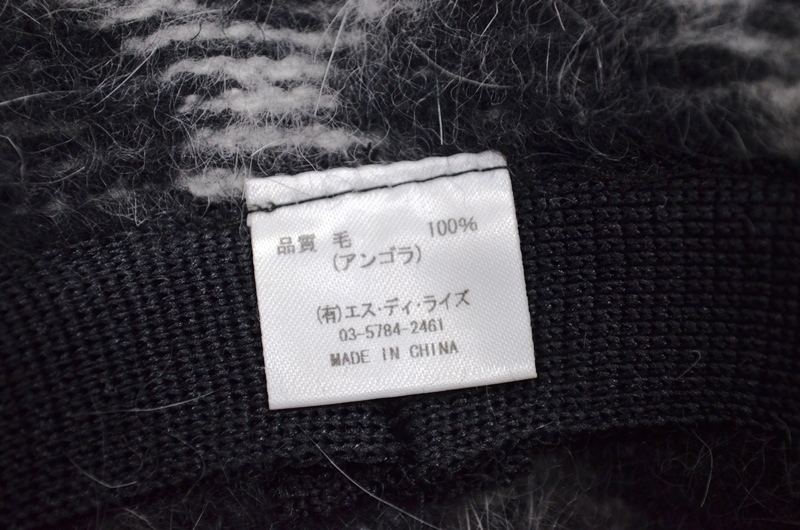 品質 毛 100%
(アンゴラ)
(有)エス・ディ・ライズ
03-5784-2461
MADE IN CHINA